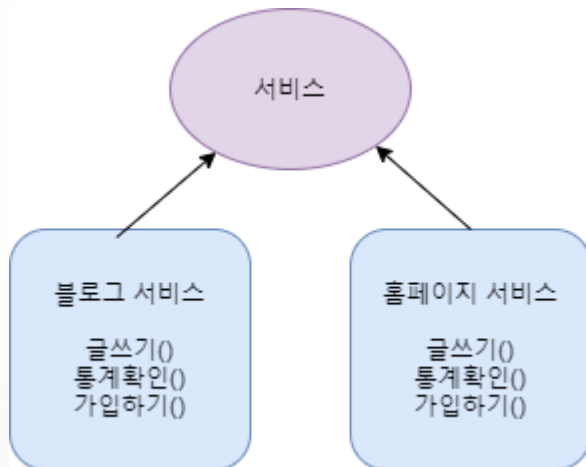 서비스
블로그 서비스
글쓰기()
통계확인()
가입하기()
홈페이지 서비스
글쓰기()
통계확인()
가입하기()